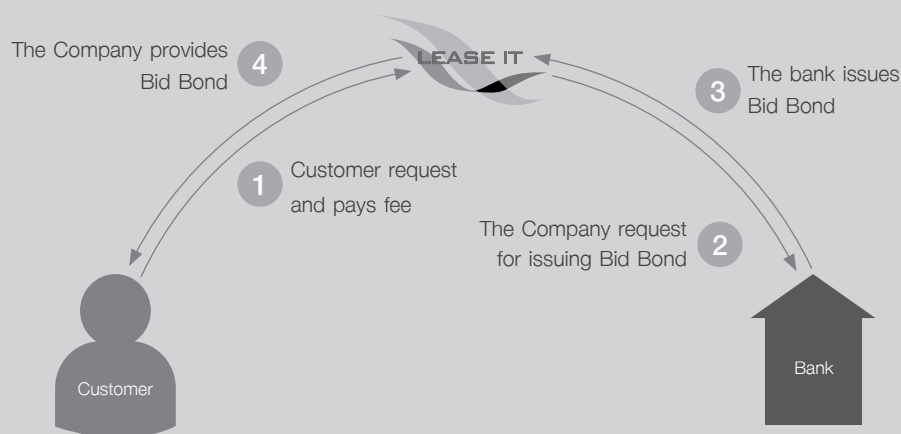 The Company provides
Bid Bond
4
LEASE IT
3
The bank issues
Bid Bond
1
Customer request
and pays fee
The Company request
for issuing Bid Bond
2
Customer
Bank